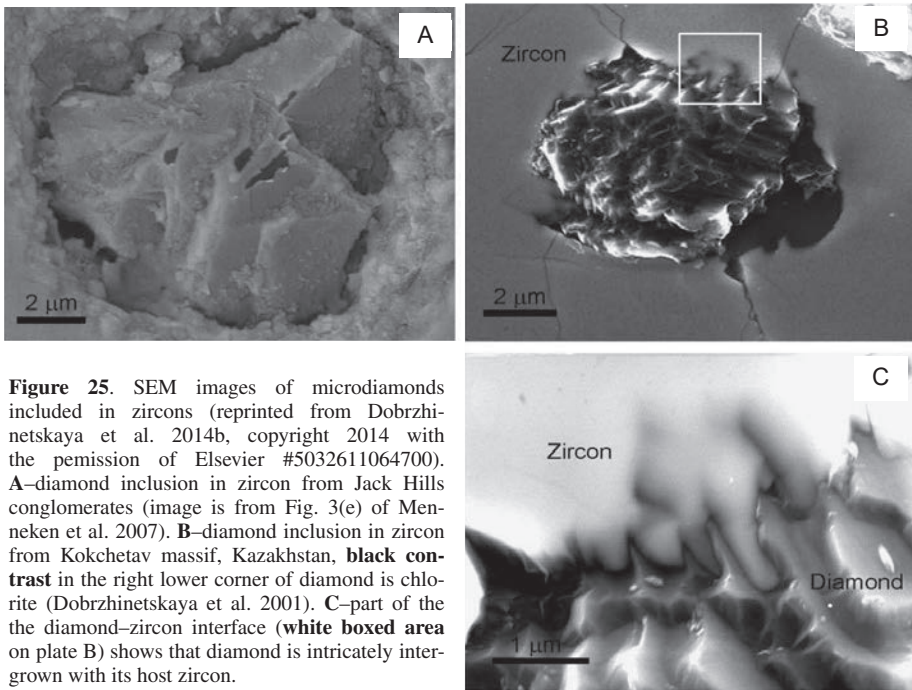 A
2 μm
Zircon
B
2 μm
Figure 25. SEM images of microdiamonds
included in zircons (reprinted from Dobrzhi-
netskaya et al. 2014b, copyright 2014 with
the pemission of Elsevier #5032611064700).
A–diamond inclusion in zircon from Jack Hills
conglomerates (image is from Fig. 3(e) of Men-
neken et al. 2007). B–diamond inclusion in zircon
from Kokchetav massif, Kazakhstan, black con-
trast in the right lower corner of diamond is chlo-
rite (Dobrzhinetskaya et al. 2001). C–part of the
the diamond–zircon interface (white boxed area
on plate B) shows that diamond is intricately inter-
grown with its host zircon.
C
Zircon
Diamond
1 μm